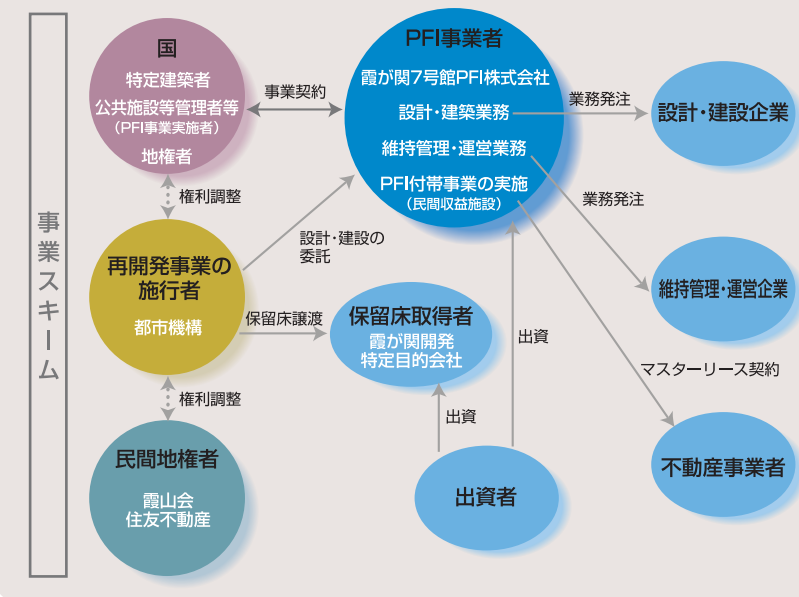 事業スキーム
国
特定建築者
公共施設等管理者等
（PFI事業実施者）
地権者
事業契約
PFI事業者
霞が関7号館PFI株式会社
設計・建築業務
維持管理・運営業務
PFI付帯事業の実施
（民間収益施設）
業務発注
設計・建設企業
業務発注
維持管理・運営企業
マスターリース契約
不動産事業者
権利調整
再開発事業の
施行者
都市機構
設計・建設の
委託
保留床譲渡
保留床取得者
霞が関開発
特定目的会社
出資
出資
出資者
権利調整
民間地権者
霞山会
住友不動産